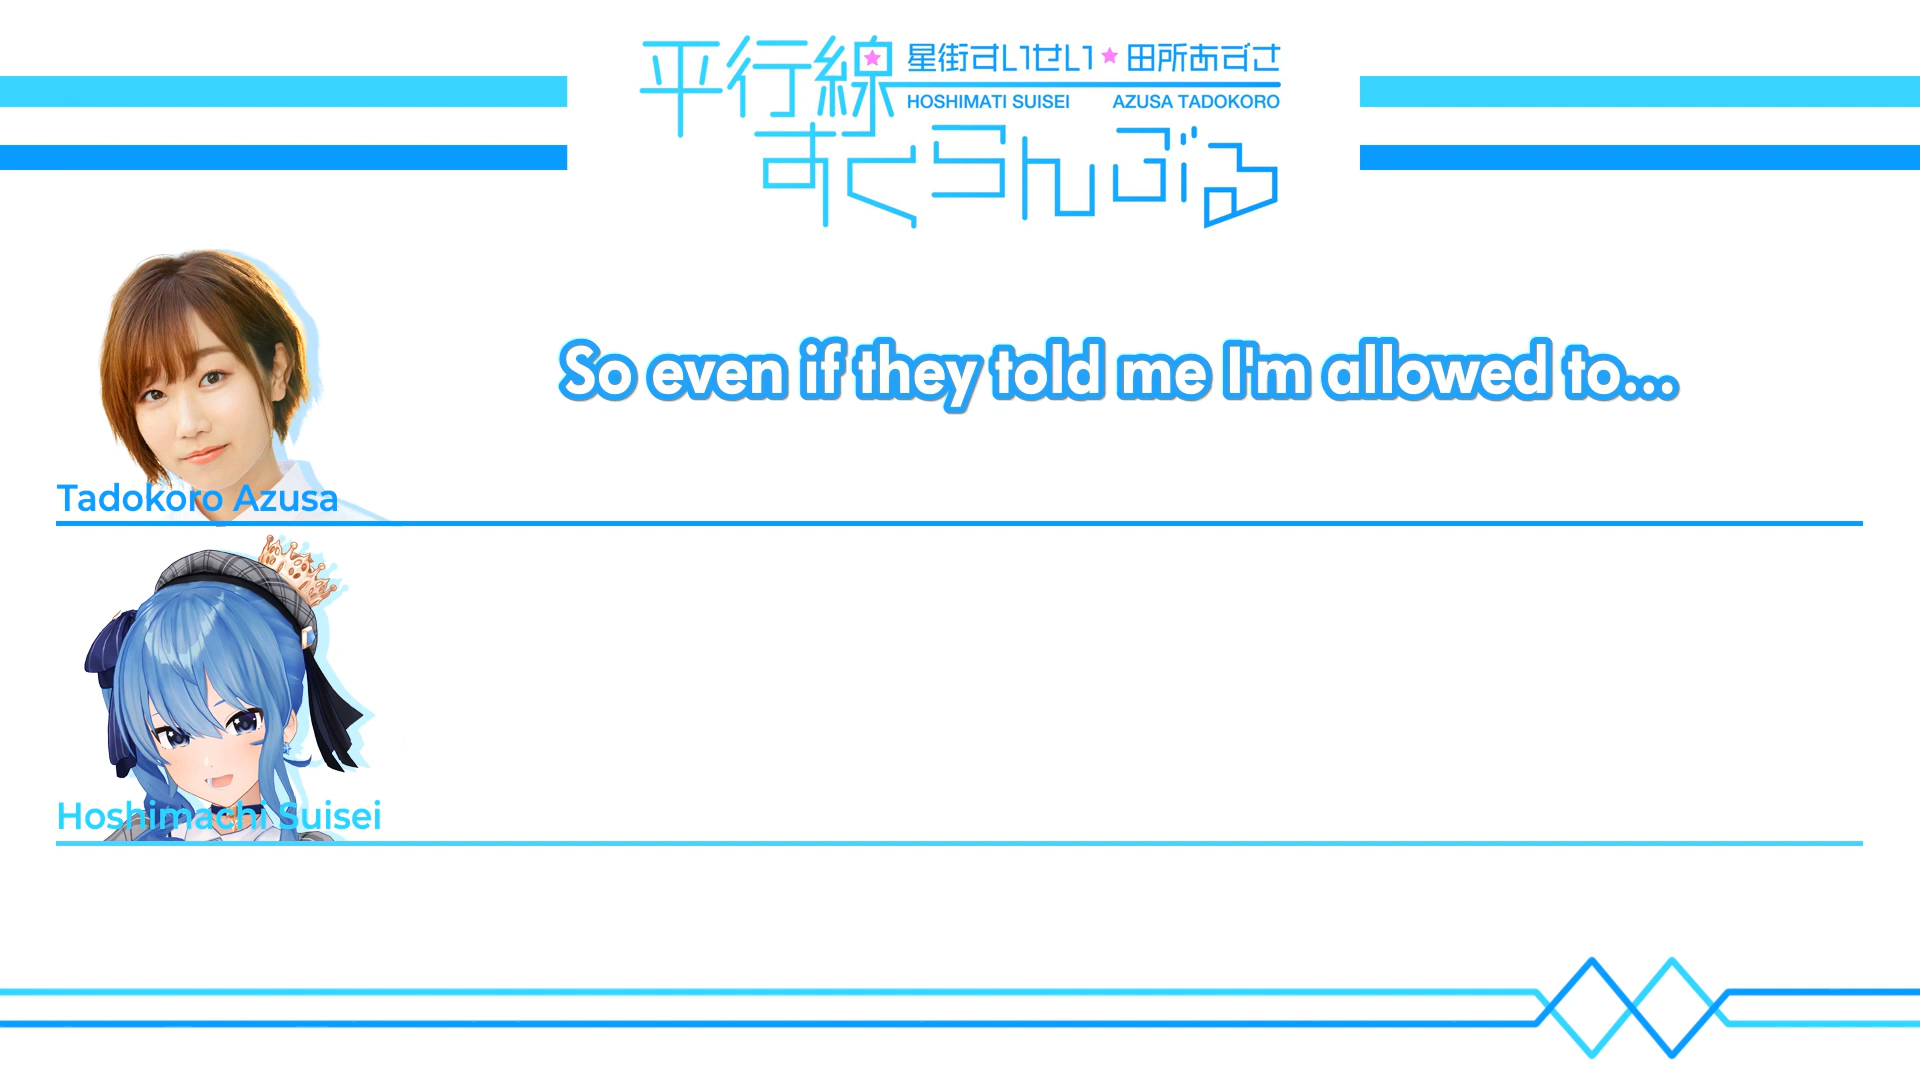 平行線
星街すいせい★田所あずさ
HOSHIMATI SUISEI AZUSA TADOKORO
すくらんぶる
So even if they told me I'm allowed to...
Tadokoro Azusa
Hoshimachi Suisei